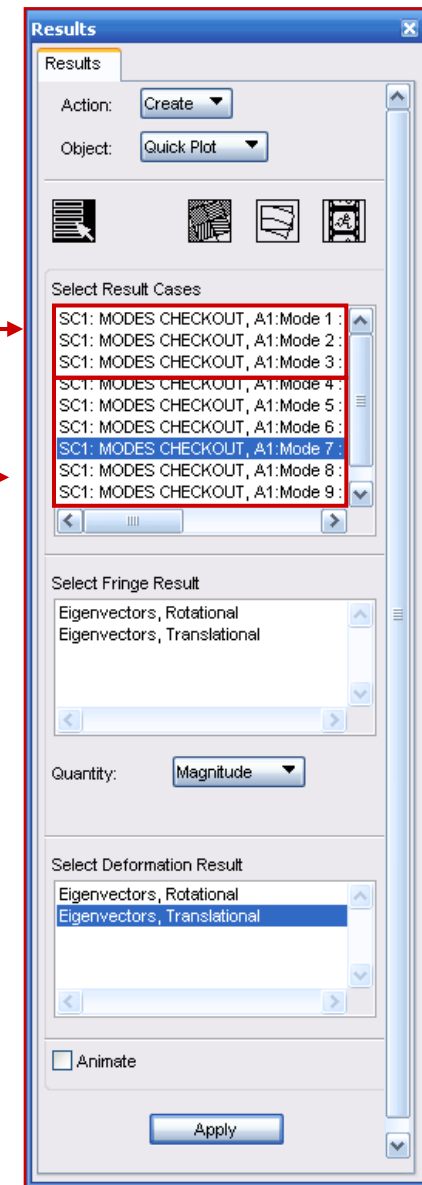 Results
Results
Action: Create
Object: Quick Plot
Select Result Cases
SC1: MODES CHECKOUT, A1:Mode 1 :
SC1: MODES CHECKOUT, A1:Mode 2 :
SC1: MODES CHECKOUT, A1:Mode 3 :
SC1: MODES CHECKOUT, A1:Mode 4 :
SC1: MODES CHECKOUT, A1:Mode 5 :
SC1: MODES CHECKOUT, A1:Mode 6 :
SC1: MODES CHECKOUT, A1:Mode 7 :
SC1: MODES CHECKOUT, A1:Mode 8 :
SC1: MODES CHECKOUT, A1:Mode 9 :
Select Fringe Result
Eigenvectors, Rotational
Eigenvectors, Translational
Quantity: Magnitude
Select Deformation Result
Eigenvectors, Rotational
Eigenvectors, Translational
Animate
Apply